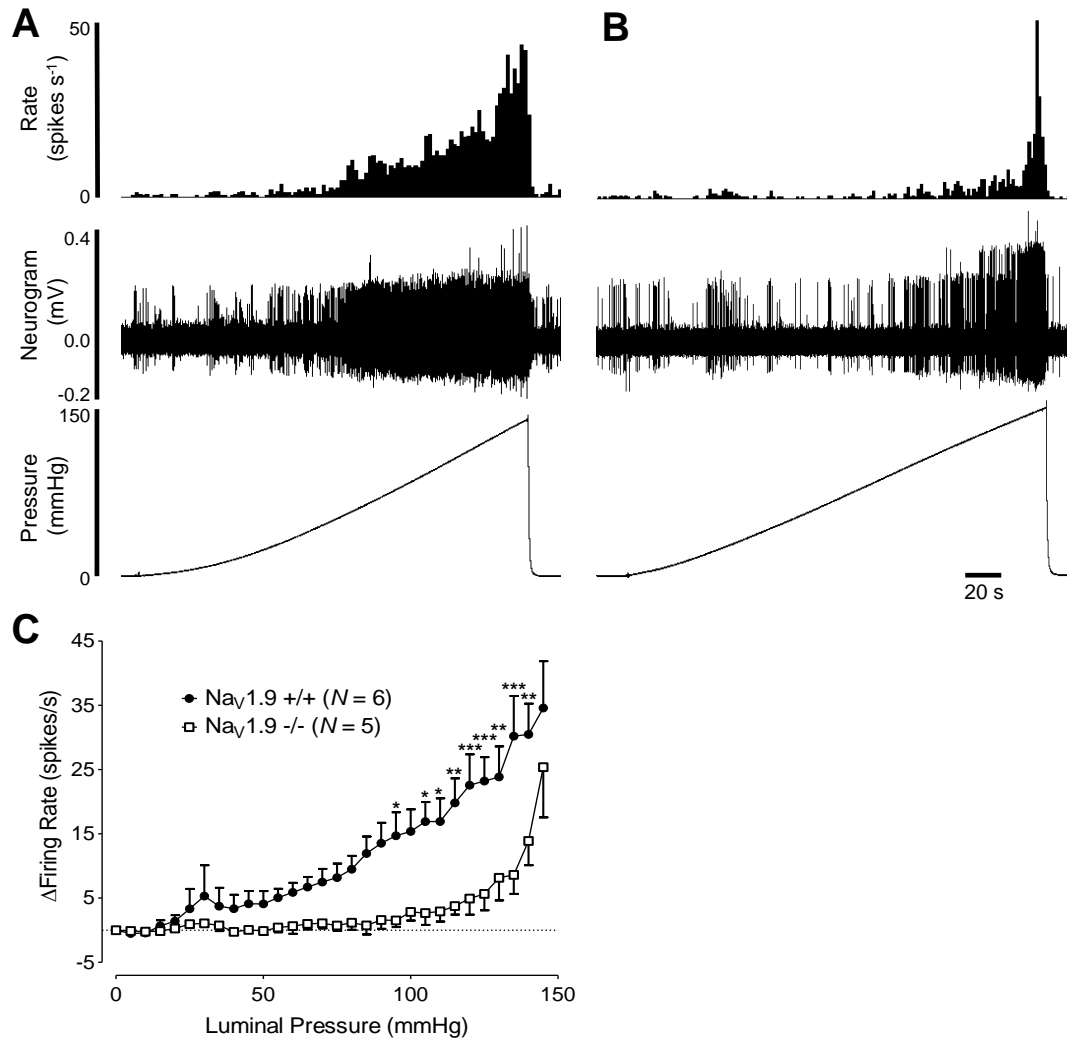 A
B
50
Rate
(spikes s-1)
0
0.4
Neurogram
(mV)
0.0
-0.2
150
Pressure
(mmHg)
0
20 s
C
45
35
25
15
5
-5
ΔFiring Rate (spikes/s)
NaV1.9 +/+ (N = 6)
NaV1.9 -/- (N = 5)
* * * ** *** *** ** *** **
0 50 100 150
Luminal Pressure (mmHg)